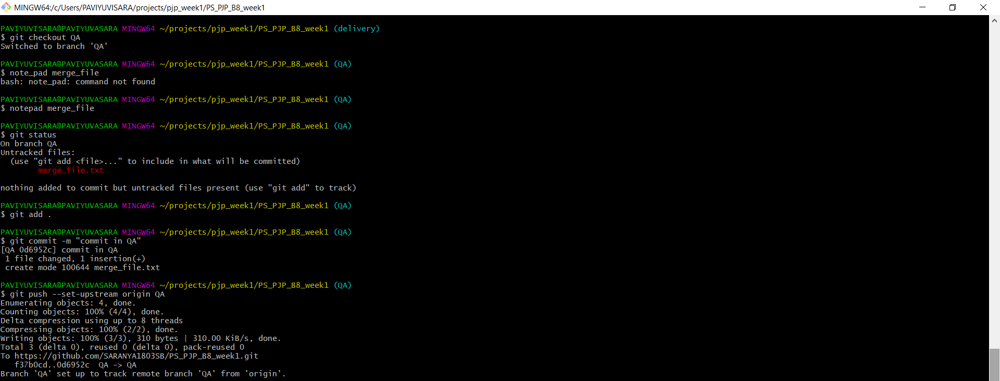 MINGW64:/c/Users/PAVIYUVISARA/projects/pjp_week1/PS_PJP_B8_week1
PAVIYUVISARA@PAVIYUVASARA MINGW64 ~/projects/pjp_week1/PS_PJP_B8_week1 (delivery)
$ git checkout QA
Switched to branch 'QA'
PAVIYUVISARA@PAVIYUVASARA MINGW64 ~/projects/pjp_week1/PS_PJP_B8_week1 (QA)
$ note_pad merge_file
bash: note_pad: command not found
PAVIYUVISARA@PAVIYUVASARA MINGW64 ~/projects/pjp_week1/PS_PJP_B8_week1 (QA)
$ notepad merge_file
PAVIYUVISARA@PAVIYUVASARA MINGW64 ~/projects/pjp_week1/PS_PJP_B8_week1 (QA)
$ git status
On branch QA
Untracked files:
  (use "git add <file>..." to include in what will be committed)
        merge_file.txt
nothing added to commit but untracked files present (use "git add" to track)
PAVIYUVISARA@PAVIYUVASARA MINGW64 ~/projects/pjp_week1/PS_PJP_B8_week1 (QA)
$ git add .
PAVIYUVISARA@PAVIYUVASARA MINGW64 ~/projects/pjp_week1/PS_PJP_B8_week1 (QA)
$ git commit -m "commit in QA"
[QA 0d6952c] commit in QA
 1 file changed, 1 insertion(+)
 create mode 100644 merge_file.txt
PAVIYUVISARA@PAVIYUVASARA MINGW64 ~/projects/pjp_week1/PS_PJP_B8_week1 (QA)
$ git push --set-upstream origin QA
Enumerating objects: 4, done.
Counting objects: 100% (4/4), done.
Delta compression using up to 8 threads
Compressing objects: 100% (2/2), done.
Writing objects: 100% (3/3), 310 bytes | 310.00 KiB/s, done.
Total 3 (delta 0), reused 0 (delta 0), pack-reused 0
To https://github.com/SARANYA1803SB/PS_PJP_B8_week1.git
   f37b0cd..0d6952c  QA -> QA
Branch 'QA' set up to track remote branch 'QA' from 'origin'.